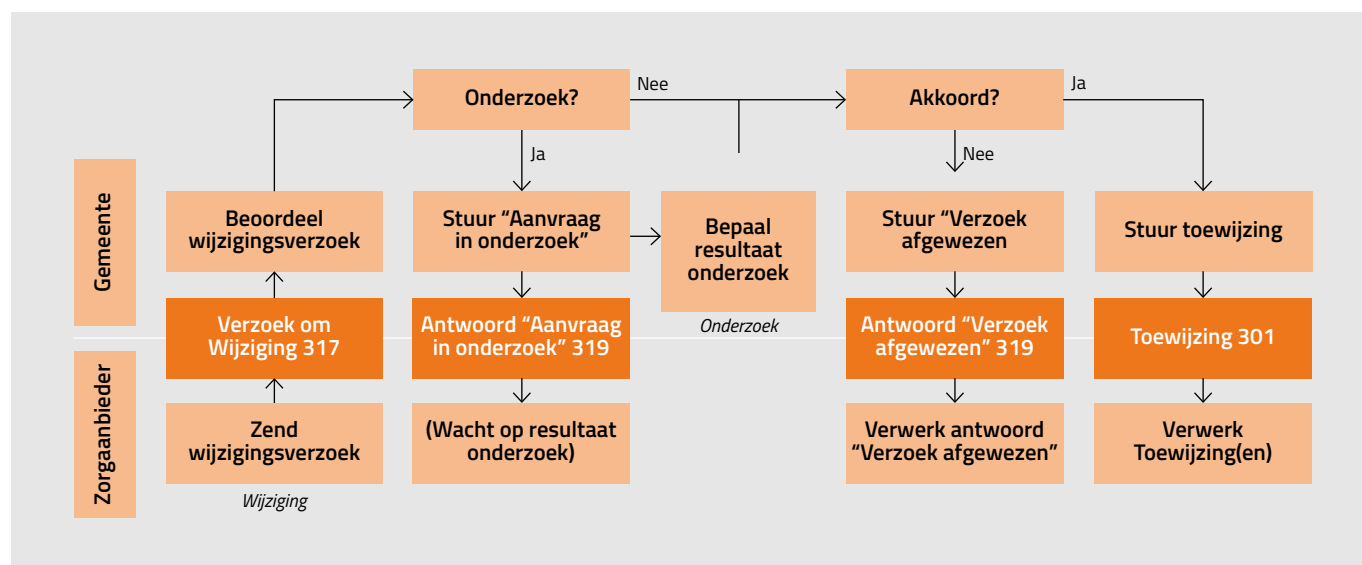 Onderzoek?
Nee
Akkoord?
Ja
Ja
Nee
Gemeente
Beoordeel
wijzigingsverzoek
Stuur “Aanvraag
in onderzoek”
Bepaal
resultaat
onderzoek
Stuur “Verzoek
afgewezen
Stuur toewijzing
Verzoek om
Wijziging 317
Antwoord “Aanvraag
in onderzoek” 319
Onderzoek
Antwoord “Verzoek
afgewezen” 319
Toewijzing 301
Zorgaanbieder
Zend
wijzigingsverzoek
(Wacht op resultaat
onderzoek)
Verwerk antwoord
“Verzoek afgewezen”
Verwerk
Toewijzing(en)
Wijziging